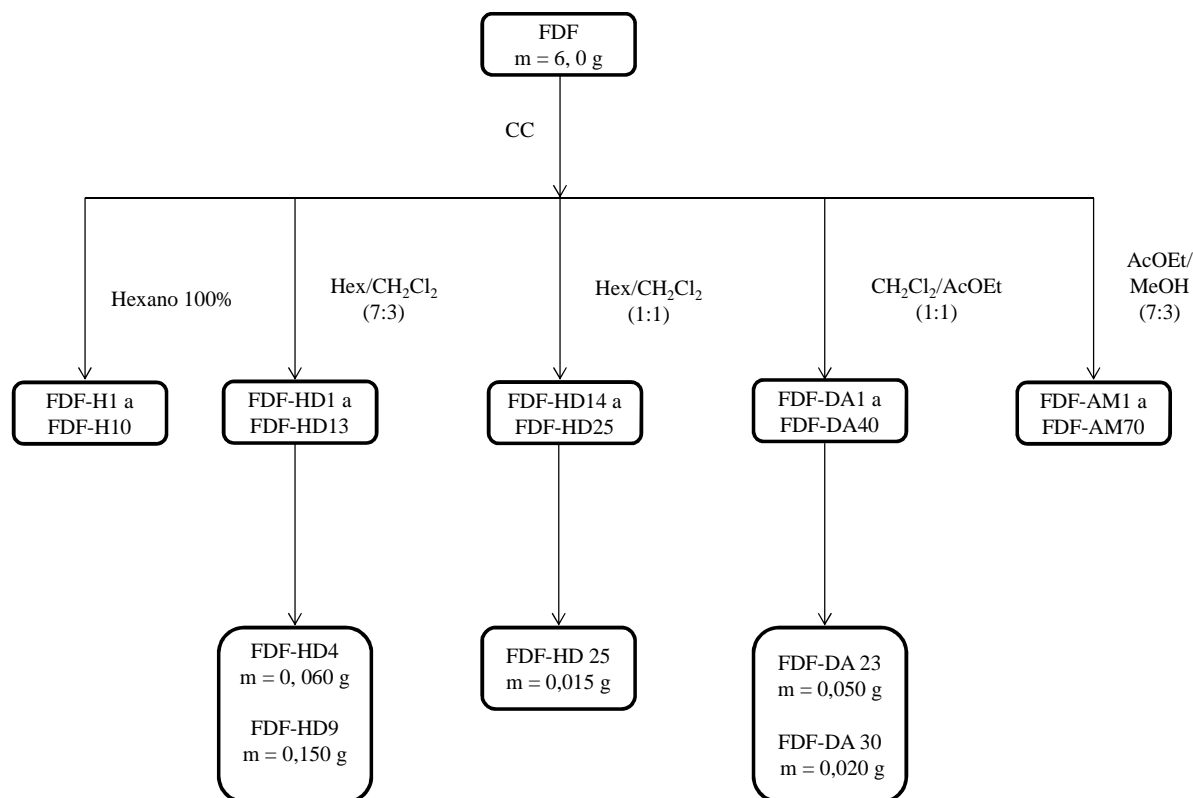 FDF
m = 6, 0 g
CC
Hexano 100%
Hex/CH₂Cl₂
(7:3)
Hex/CH₂Cl₂
(1:1)
CH₂Cl₂/AcOEt
(1:1)
AcOEt/
MeOH
(7:3)
FDF-H1 a
FDF-H10
FDF-HD1 a
FDF-HD13
FDF-HD14 a
FDF-HD25
FDF-DA1 a
FDF-DA40
FDF-AM1 a
FDF-AM70
FDF-HD4
m = 0, 060 g
FDF-HD9
m = 0,150 g
FDF-HD 25
m = 0,015 g
FDF-DA 23
m = 0,050 g
FDF-DA 30
m = 0,020 g